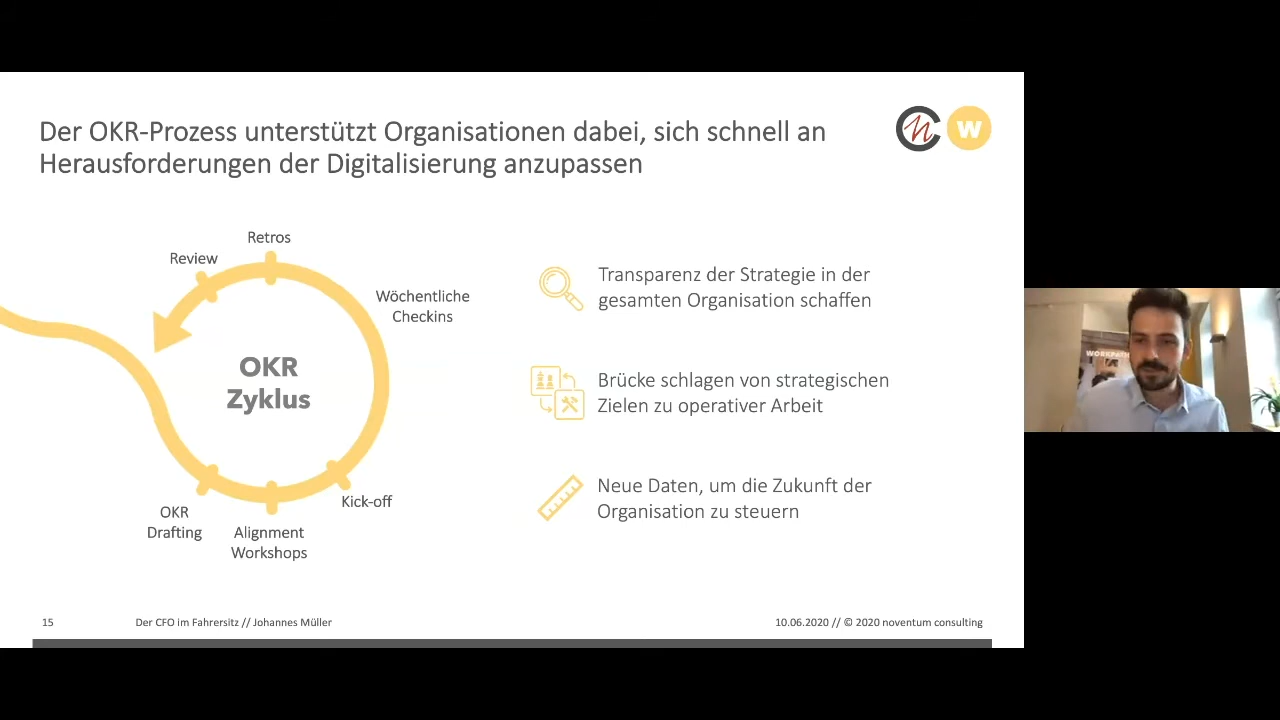 Der OKR-Prozess unterstützt Organisationen dabei, sich schnell an
Herausforderungen der Digitalisierung anzupassen
w
Retros
Review
Wöchentliche
Checkins
OKR
Zyklus
Kick-off
OKR
Drafting
Alignment
Workshops
Transparenz der Strategie in der
gesamten Organisation schaffen
Brücke schlagen von strategischen
Zielen zu operativer Arbeit
Neue Daten, um die Zukunft der
Organisation zu steuern
WORKPATH
15
Der CFO im Fahrersitz // Johannes Müller
10.06.2020 // © 2020 noventum consulting